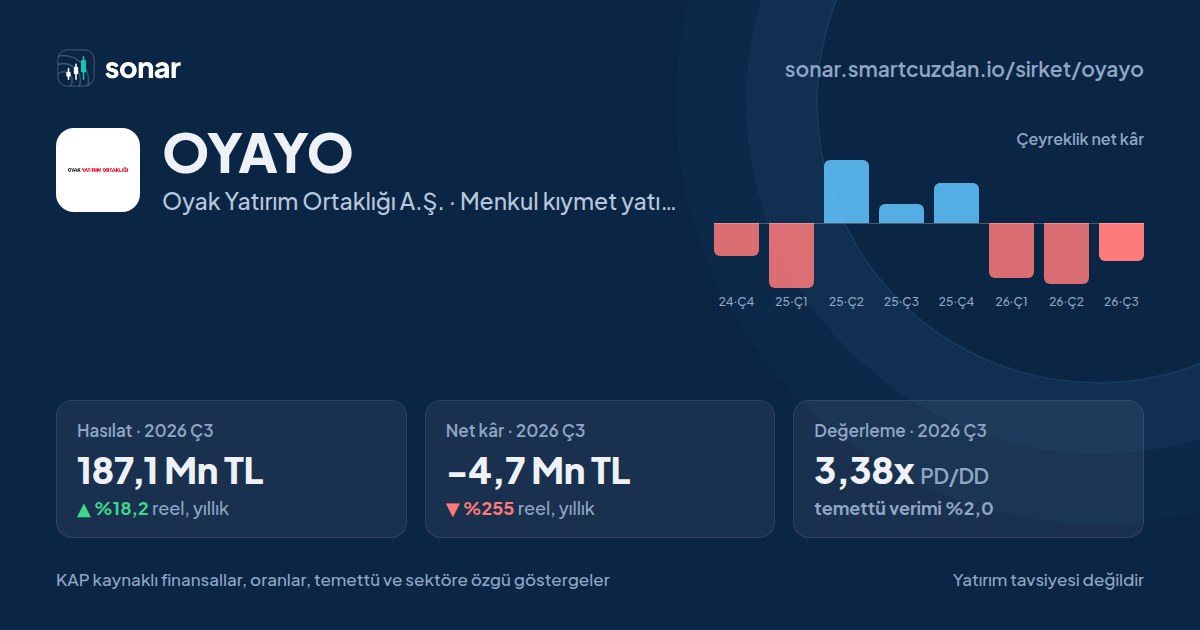 sonar
sonar.smartcuzdan.io/sirket/oyayo
OYAK YATIRIM ORTAKLIĞI
OYAYO
Oyak Yatırım Ortaklığı A.Ş. · Menkul kıymet yatı...
Çeyreklik net kâr
24·Ç4 25·Ç1 25·Ç2 25·Ç3 25·Ç4 26·Ç1 26·Ç2 26·Ç3
Hasılat · 2026 Ç3
187,1 Mn TL
▲ %18,2 reel, yıllık
Net kâr · 2026 Ç3
−4,7 Mn TL
▼ %255 reel, yıllık
Değerleme · 2026 Ç3
3,38x PD/DD
temettü verimi %2,0
KAP kaynaklı finansallar, oranlar, temettü ve sektöre özgü göstergeler
Yatırım tavsiyesi değildir